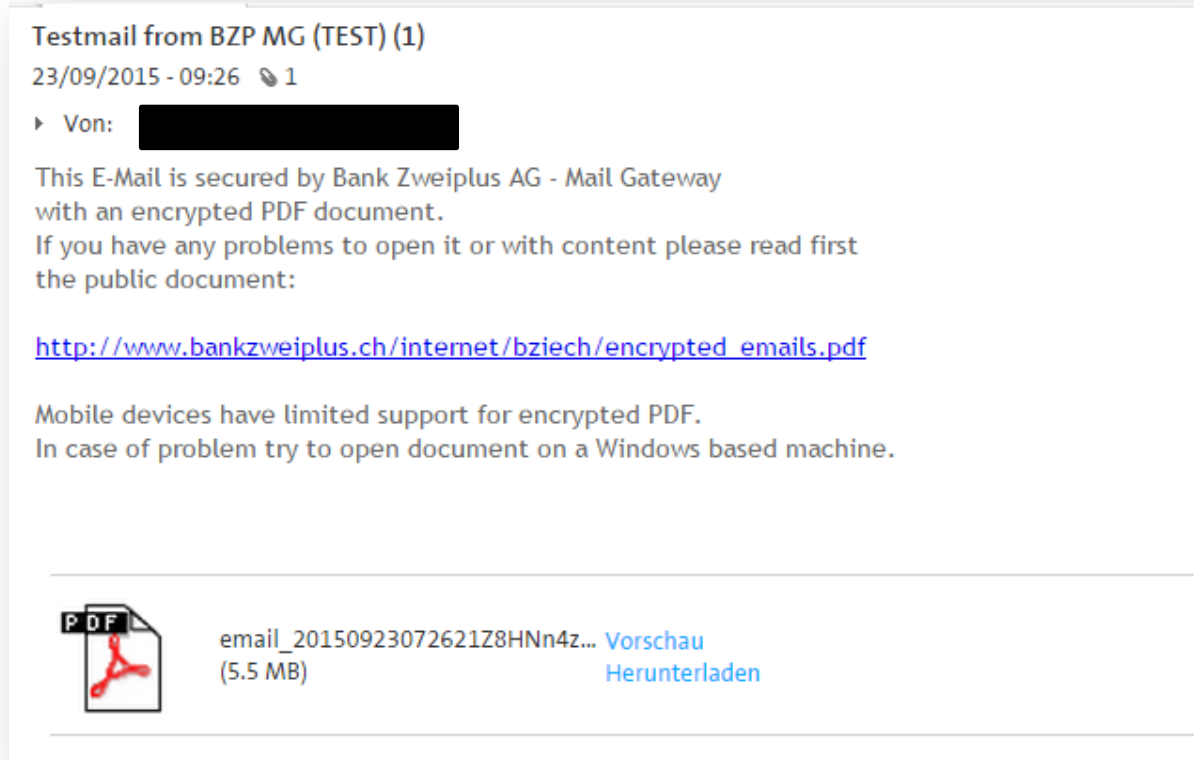 Testmail from BZP MG (TEST) (1)
23/09/2015 - 09:26 1
Von:
This E-Mail is secured by Bank Zweiplus AG - Mail Gateway
with an encrypted PDF document.
If you have any problems to open it or with content please read first
the public document:
http://www.bankzweiplus.ch/internet/bziech/encrypted_emails.pdf
Mobile devices have limited support for encrypted PDF.
In case of problem try to open document on a Windows based machine.
PDF
email_20150923072621Z8HNn4z... Vorschau
(5.5 MB) Herunterladen